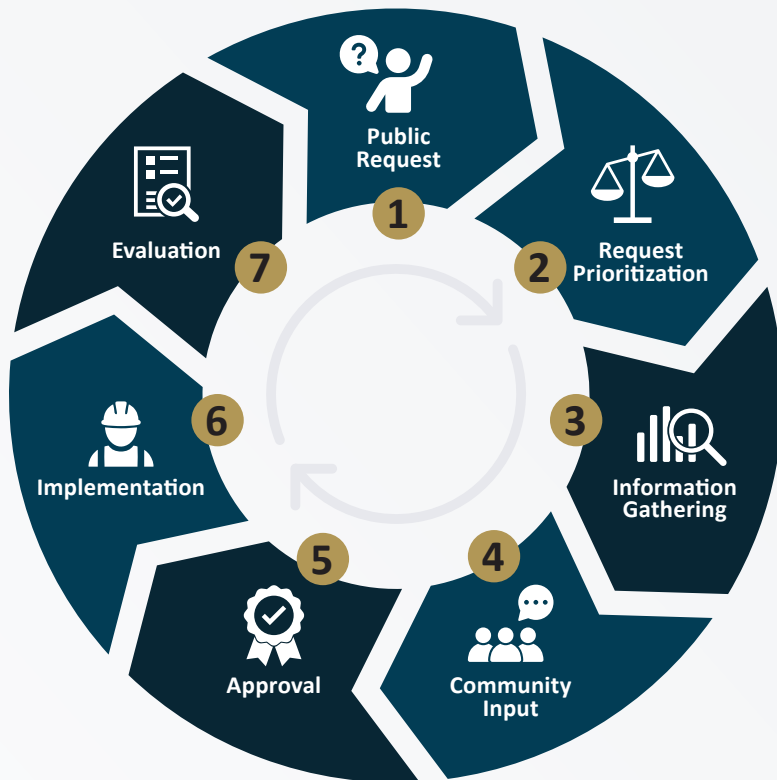 ?
Public
Request
1
2
Request
Prioritization
3
Information
Gathering
4
Community
Input
5
Approval
6
Implementation
7
Evaluation